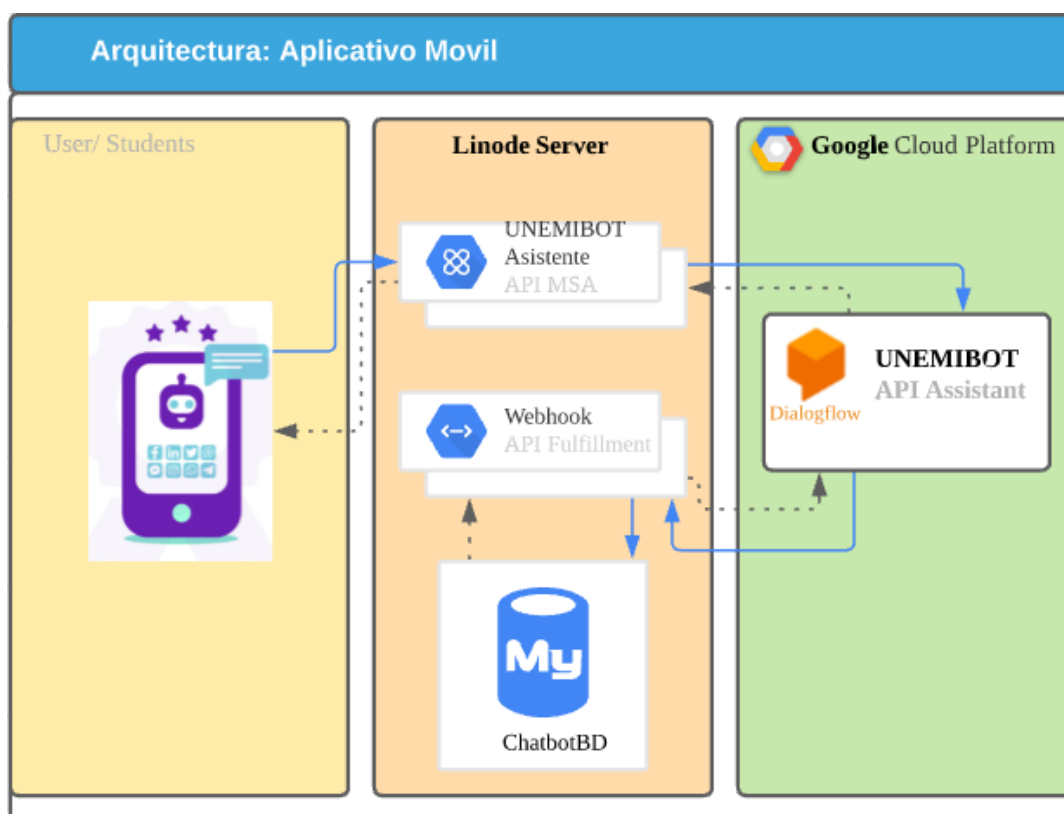 Arquitectura: Aplicativo Movil
User/ Students
Linode Server
Google Cloud Platform
UNEMIBOT
Asistente
API MSA
UNEMIBOT
API Assistant
Dialogflow
Webhook
API Fulfillment
My
ChatbotBD